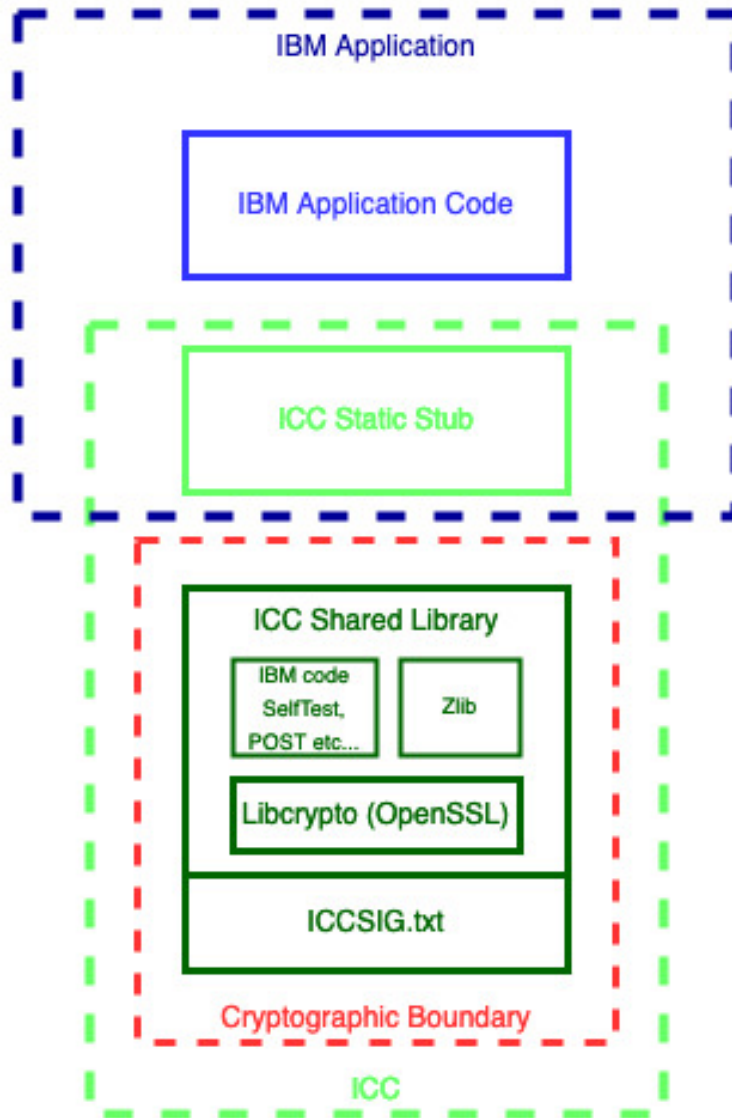 IBM Application
IBM Application Code
ICC Static Stub
ICC Shared Library
IBM code
SelfTest,
POST etc...
Zlib
Libcrypto (OpenSSL)
ICCSIG.txt
Cryptographic Boundary
ICC